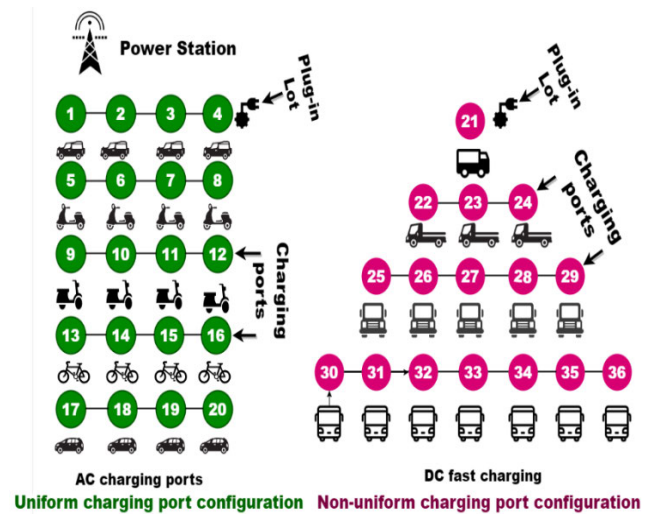 Power Station
Plug-in
Lot
1 2 3 4
5 6 7 8
9 10 11 12
Charging
ports
13 14 15 16
17 18 19 20
AC charging ports
Uniform charging port configuration
Plug-in
Lot
21
22 23 24
Charging
ports
25 26 27 28 29
30 31 32 33 34 35 36
DC fast charging
Non-uniform charging port configuration